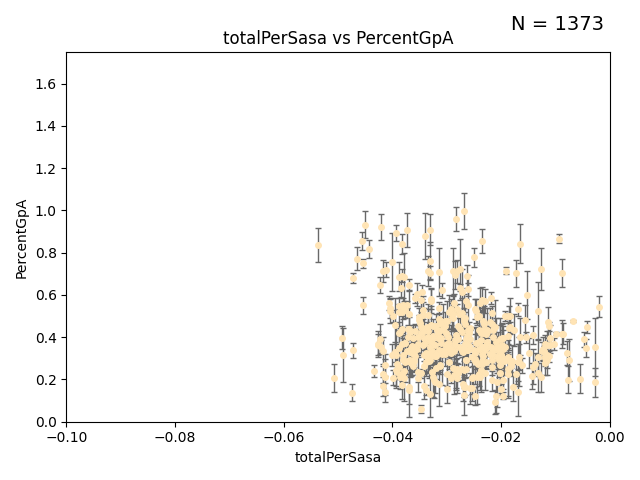 N = 1373
totalPerSasa vs PercentGpA
PercentGpA
1.6
1.4
1.2
1.0
0.8
0.6
0.4
0.2
0.0
−0.10 −0.08 −0.06 −0.04 −0.02 0.00
totalPerSasa